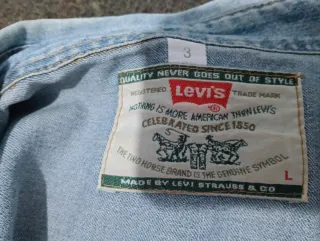 3
QUALITY NEVER GOES OUT OF STYLE
REGISTERED Levi's TRADE MARK
®
NOTHING IS MORE AMERICAN THAN LEVI'S
CELEBRATED SINCE 1850
THE TWO HORSE BRAND IS THE GENUINE SYMBOL
L
MADE BY LEVI STRAUSS & CO